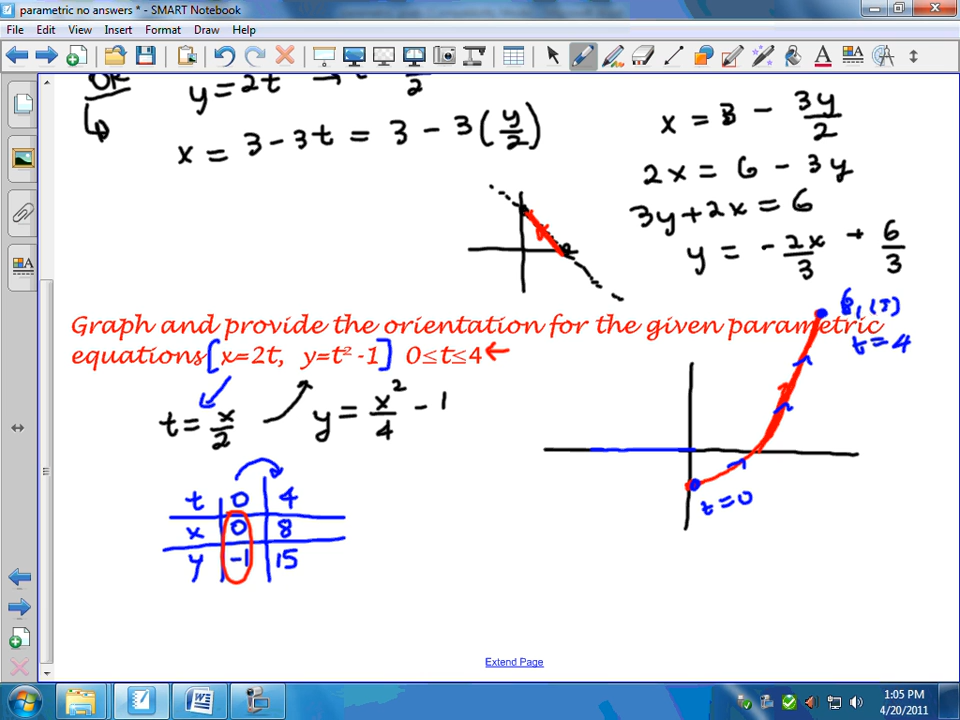 parametric no answers * - SMART Notebook
File Edit View Insert Format Draw Help
OR
y = 2t → t
2
x = 3 - 3t = 3 - 3(y/2)
x = 3 - 3y/2
2x = 6 - 3y
3y + 2x = 6
y = -2x/3 + 6/3
Graph and provide the orientation for the given parametric
equations [x=2t, y=t²-1] 0≤t≤4 ←
t = x/2
y = x²/4 - 1
t 0 4
x 0 8
y -1 15
t = 4
t = 0
Extend Page
1:05 PM
4/20/2011